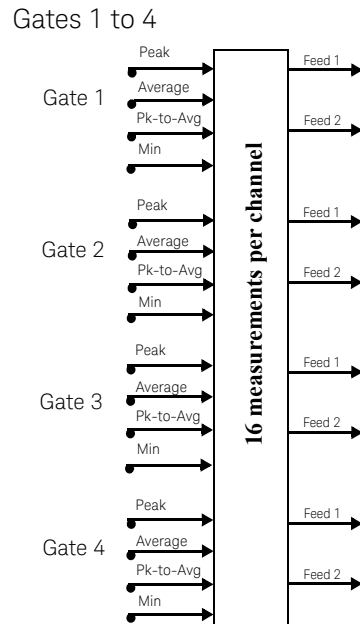 Gates 1 to 4
Gate 1
Peak
Average
Pk-to-Avg
Min
Gate 2
Peak
Average
Pk-to-Avg
Min
Gate 3
Peak
Average
Pk-to-Avg
Min
Gate 4
Peak
Average
Pk-to-Avg
Min
16 measurements per channel
Feed 1
Feed 2
Feed 1
Feed 2
Feed 1
Feed 2
Feed 1
Feed 2